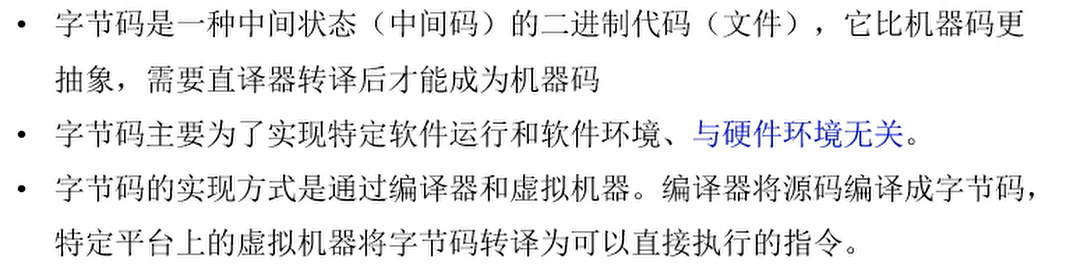 • 字节码是一种中间状态（中间码）的二进制代码（文件），它比机器码更
抽象，需要直译器转译后才能成为机器码
• 字节码主要为了实现特定软件运行和软件环境、与硬件环境无关。
• 字节码的实现方式是通过编译器和虚拟机器。编译器将源码编译成字节码，
特定平台上的虚拟机器将字节码转译为可以直接执行的指令。